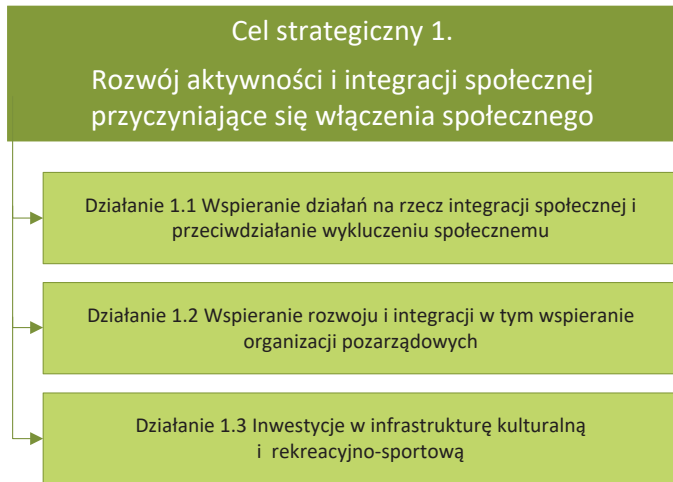 Cel strategiczny 1.
Rozwój aktywności i integracji społecznej
przyczyniające się włączenia społecznego
Działanie 1.1 Wspieranie działań na rzecz integracji społecznej i
przeciwdziałanie wykluczeniu społecznemu
Działanie 1.2 Wspieranie rozwoju i integracji w tym wspieranie
organizacji pozarządowych
Działanie 1.3 Inwestycje w infrastrukturę kulturalną
i rekreacyjno-sportową